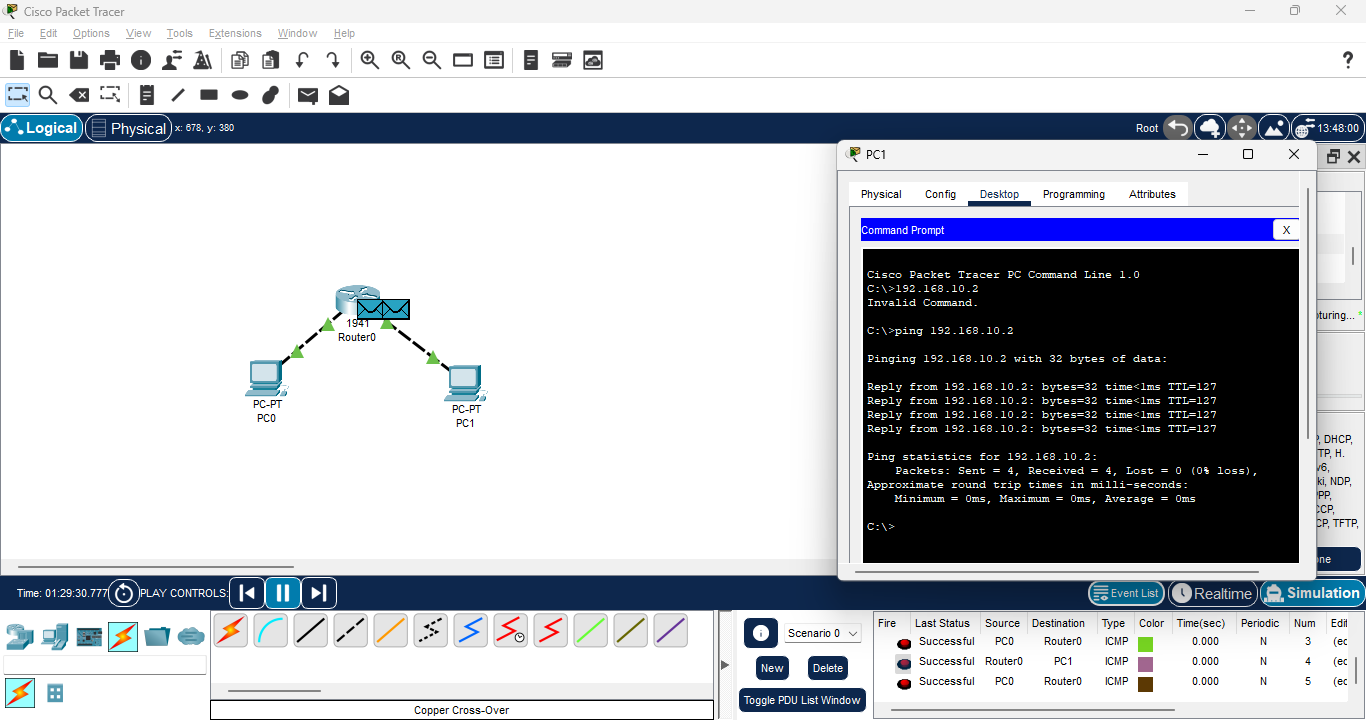 Cisco Packet Tracer
File Edit Options View Tools Extensions Window Help
Logical Physical x: 678, y: 380 Root 13:48:00
1941
Router0
PC-PT
PC0
PC-PT
PC1
PC1
Physical Config Desktop Programming Attributes
Command Prompt X
Cisco Packet Tracer PC Command Line 1.0
C:\>192.168.10.2
Invalid Command.
C:\>ping 192.168.10.2
Pinging 192.168.10.2 with 32 bytes of data:
Reply from 192.168.10.2: bytes=32 time<1ms TTL=127
Reply from 192.168.10.2: bytes=32 time<1ms TTL=127
Reply from 192.168.10.2: bytes=32 time<1ms TTL=127
Reply from 192.168.10.2: bytes=32 time<1ms TTL=127
Ping statistics for 192.168.10.2:
Packets: Sent = 4, Received = 4, Lost = 0 (0% loss),
Approximate round trip times in milli-seconds:
Minimum = 0ms, Maximum = 0ms, Average = 0ms
C:\>
turing... *
, DHCP,
TP, H.
v6,
ki, NDP,
PP,
CCP,
CP, TFTP,
ne
Time: 01:29:30.777 PLAY CONTROLS: Event List Realtime Simulation
Copper Cross-Over
Scenario 0
New Delete
Toggle PDU List Window
Fire Last Status Source Destination Type Color Time(sec) Periodic Num Edit
Successful PC0 Router0 ICMP 0.000 N 3 (ec
Successful Router0 PC1 ICMP 0.000 N 4 (ec
Successful PC0 Router0 ICMP 0.000 N 5 (ec